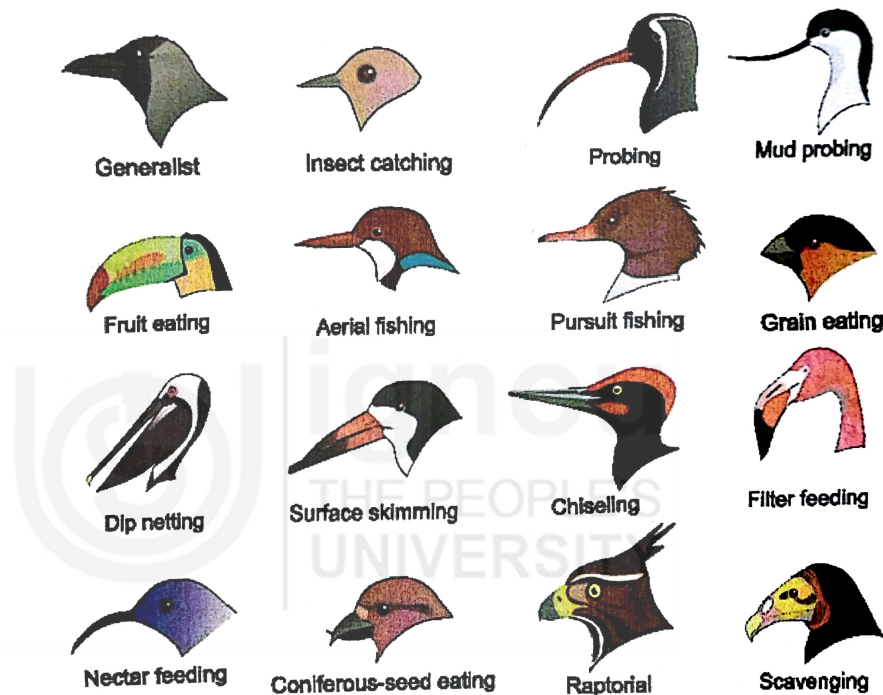 Generalist
Insect catching
Probing
Mud probing
Fruit eating
Aerial fishing
Pursuit fishing
Grain eating
Dip netting
Surface skimming
Chiseling
Filter feeding
ignou
THE PEOPLE'S
UNIVERSITY
Nectar feeding
Coniferous-seed eating
Raptorial
Scavenging